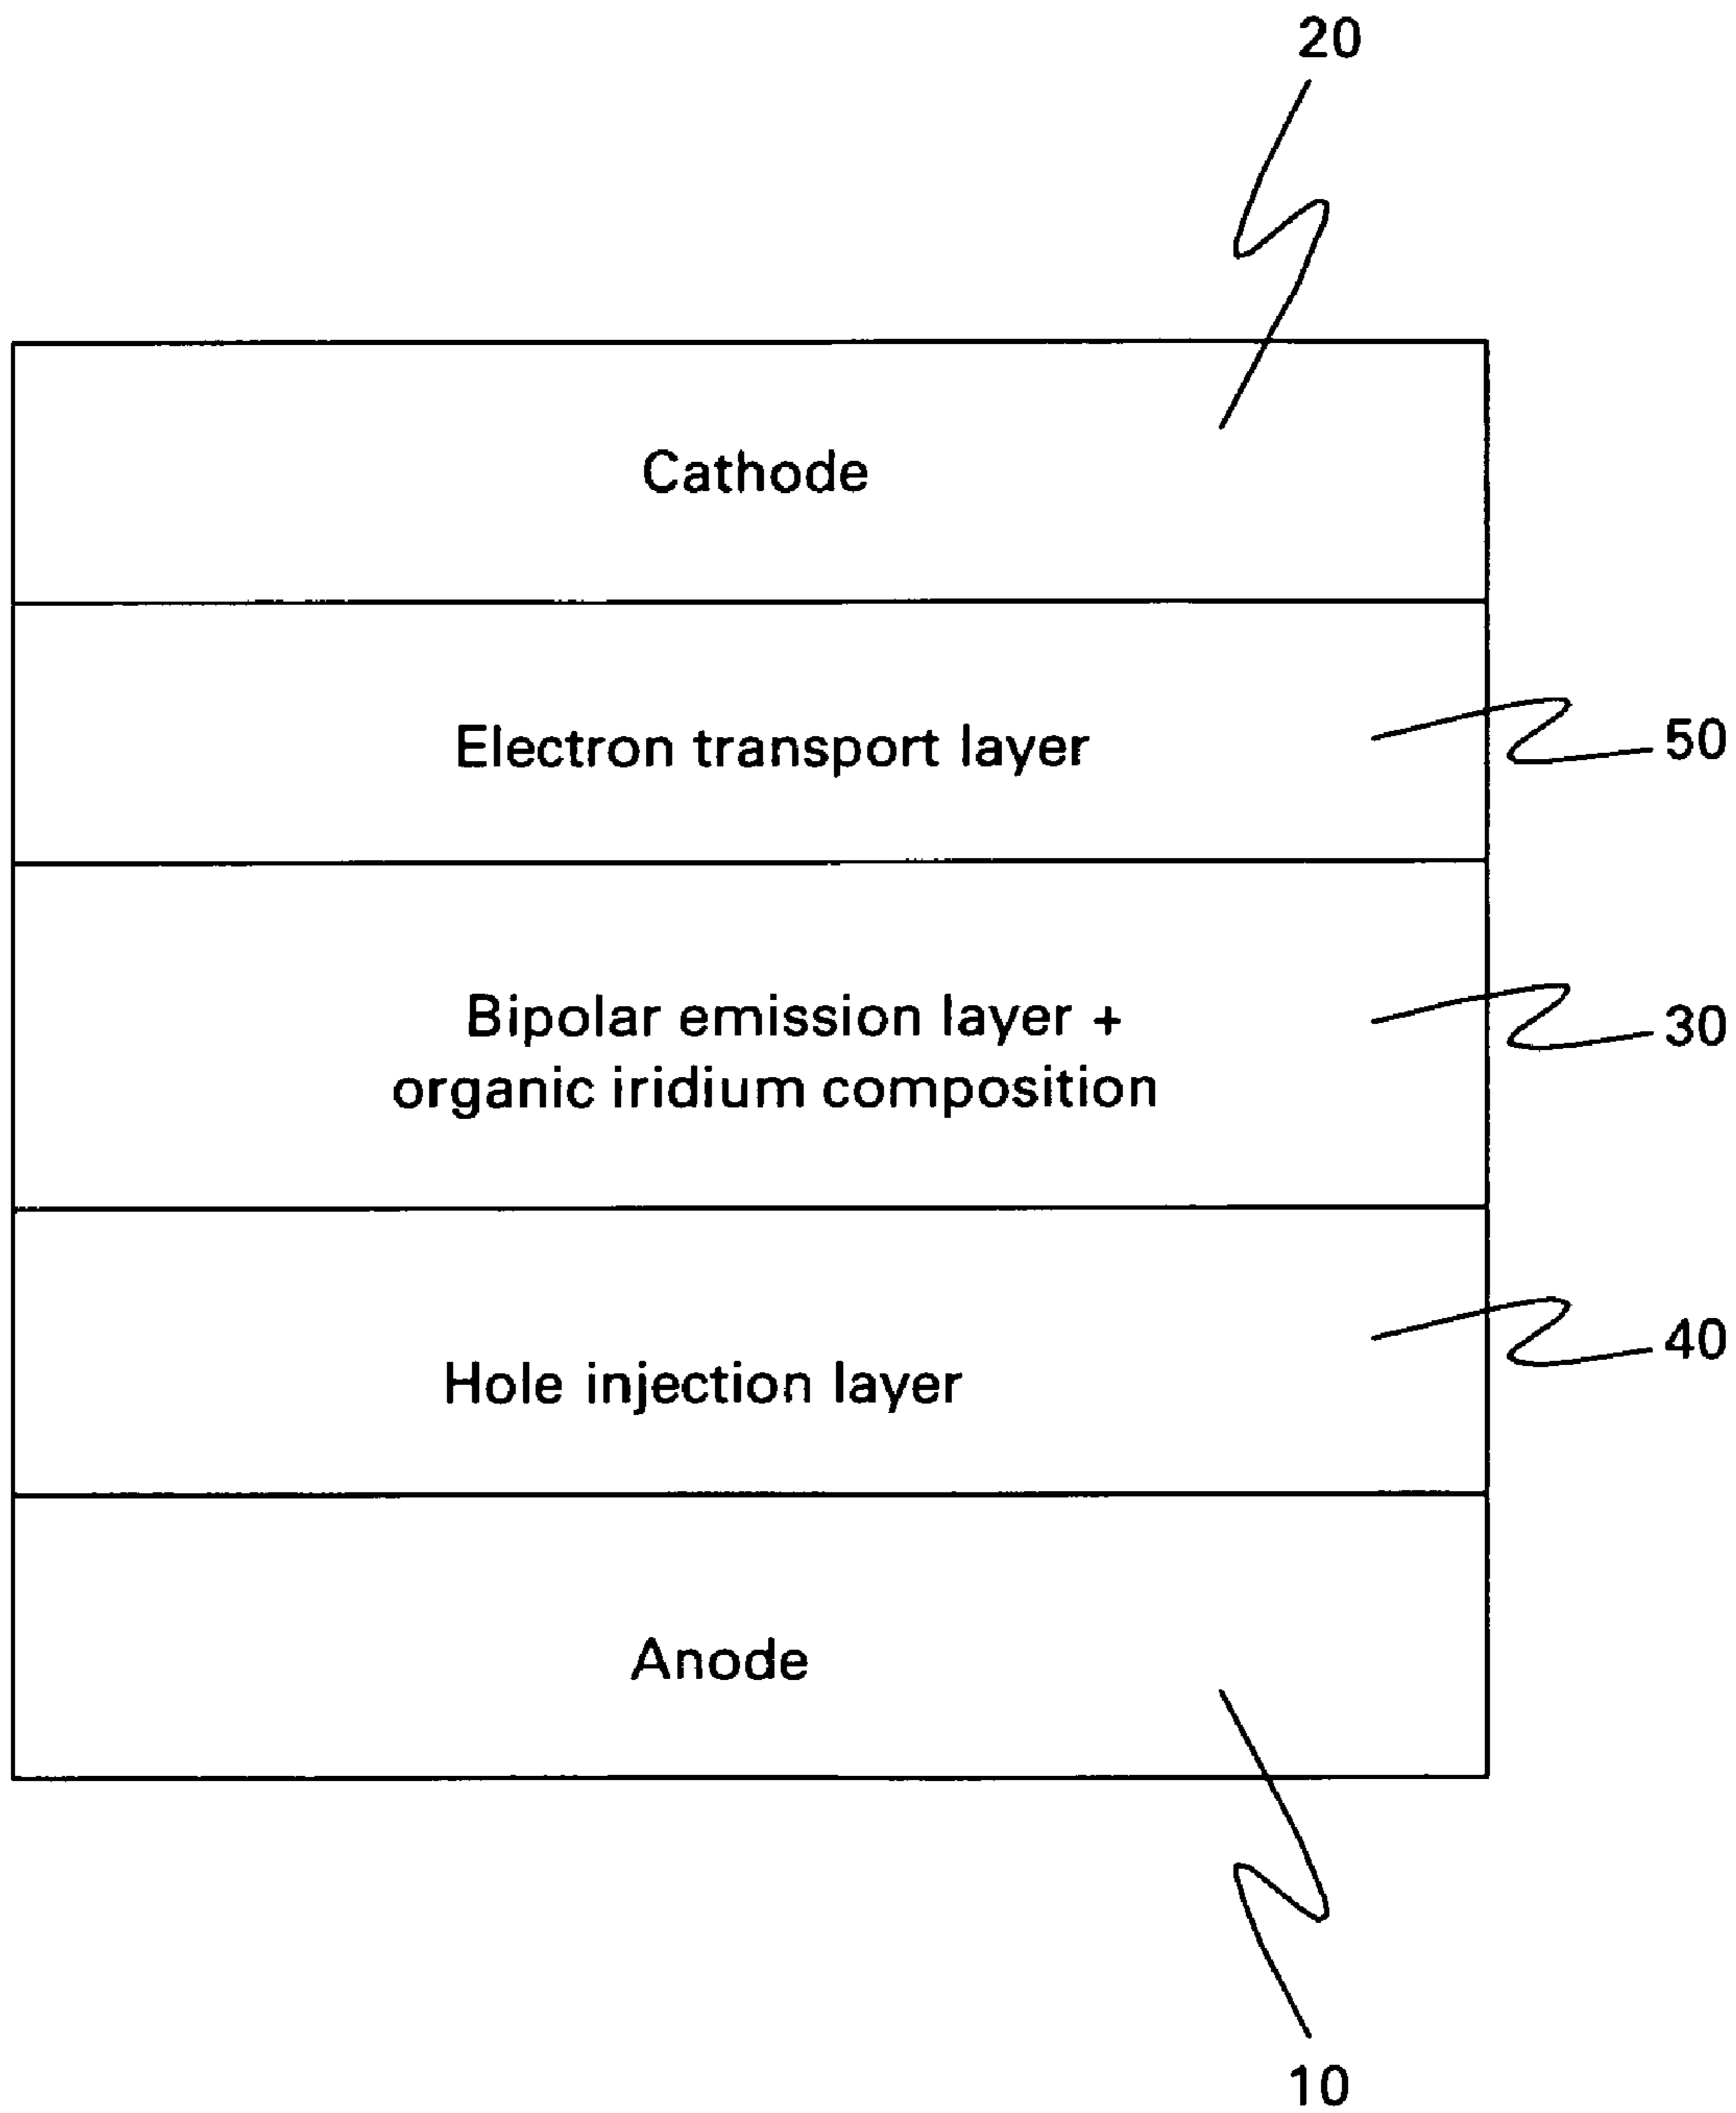 20
Cathode
Electron transport layer
50
Bipolar emission layer +
30
organic iridium composition
40
Hole injection layer
Anode
10